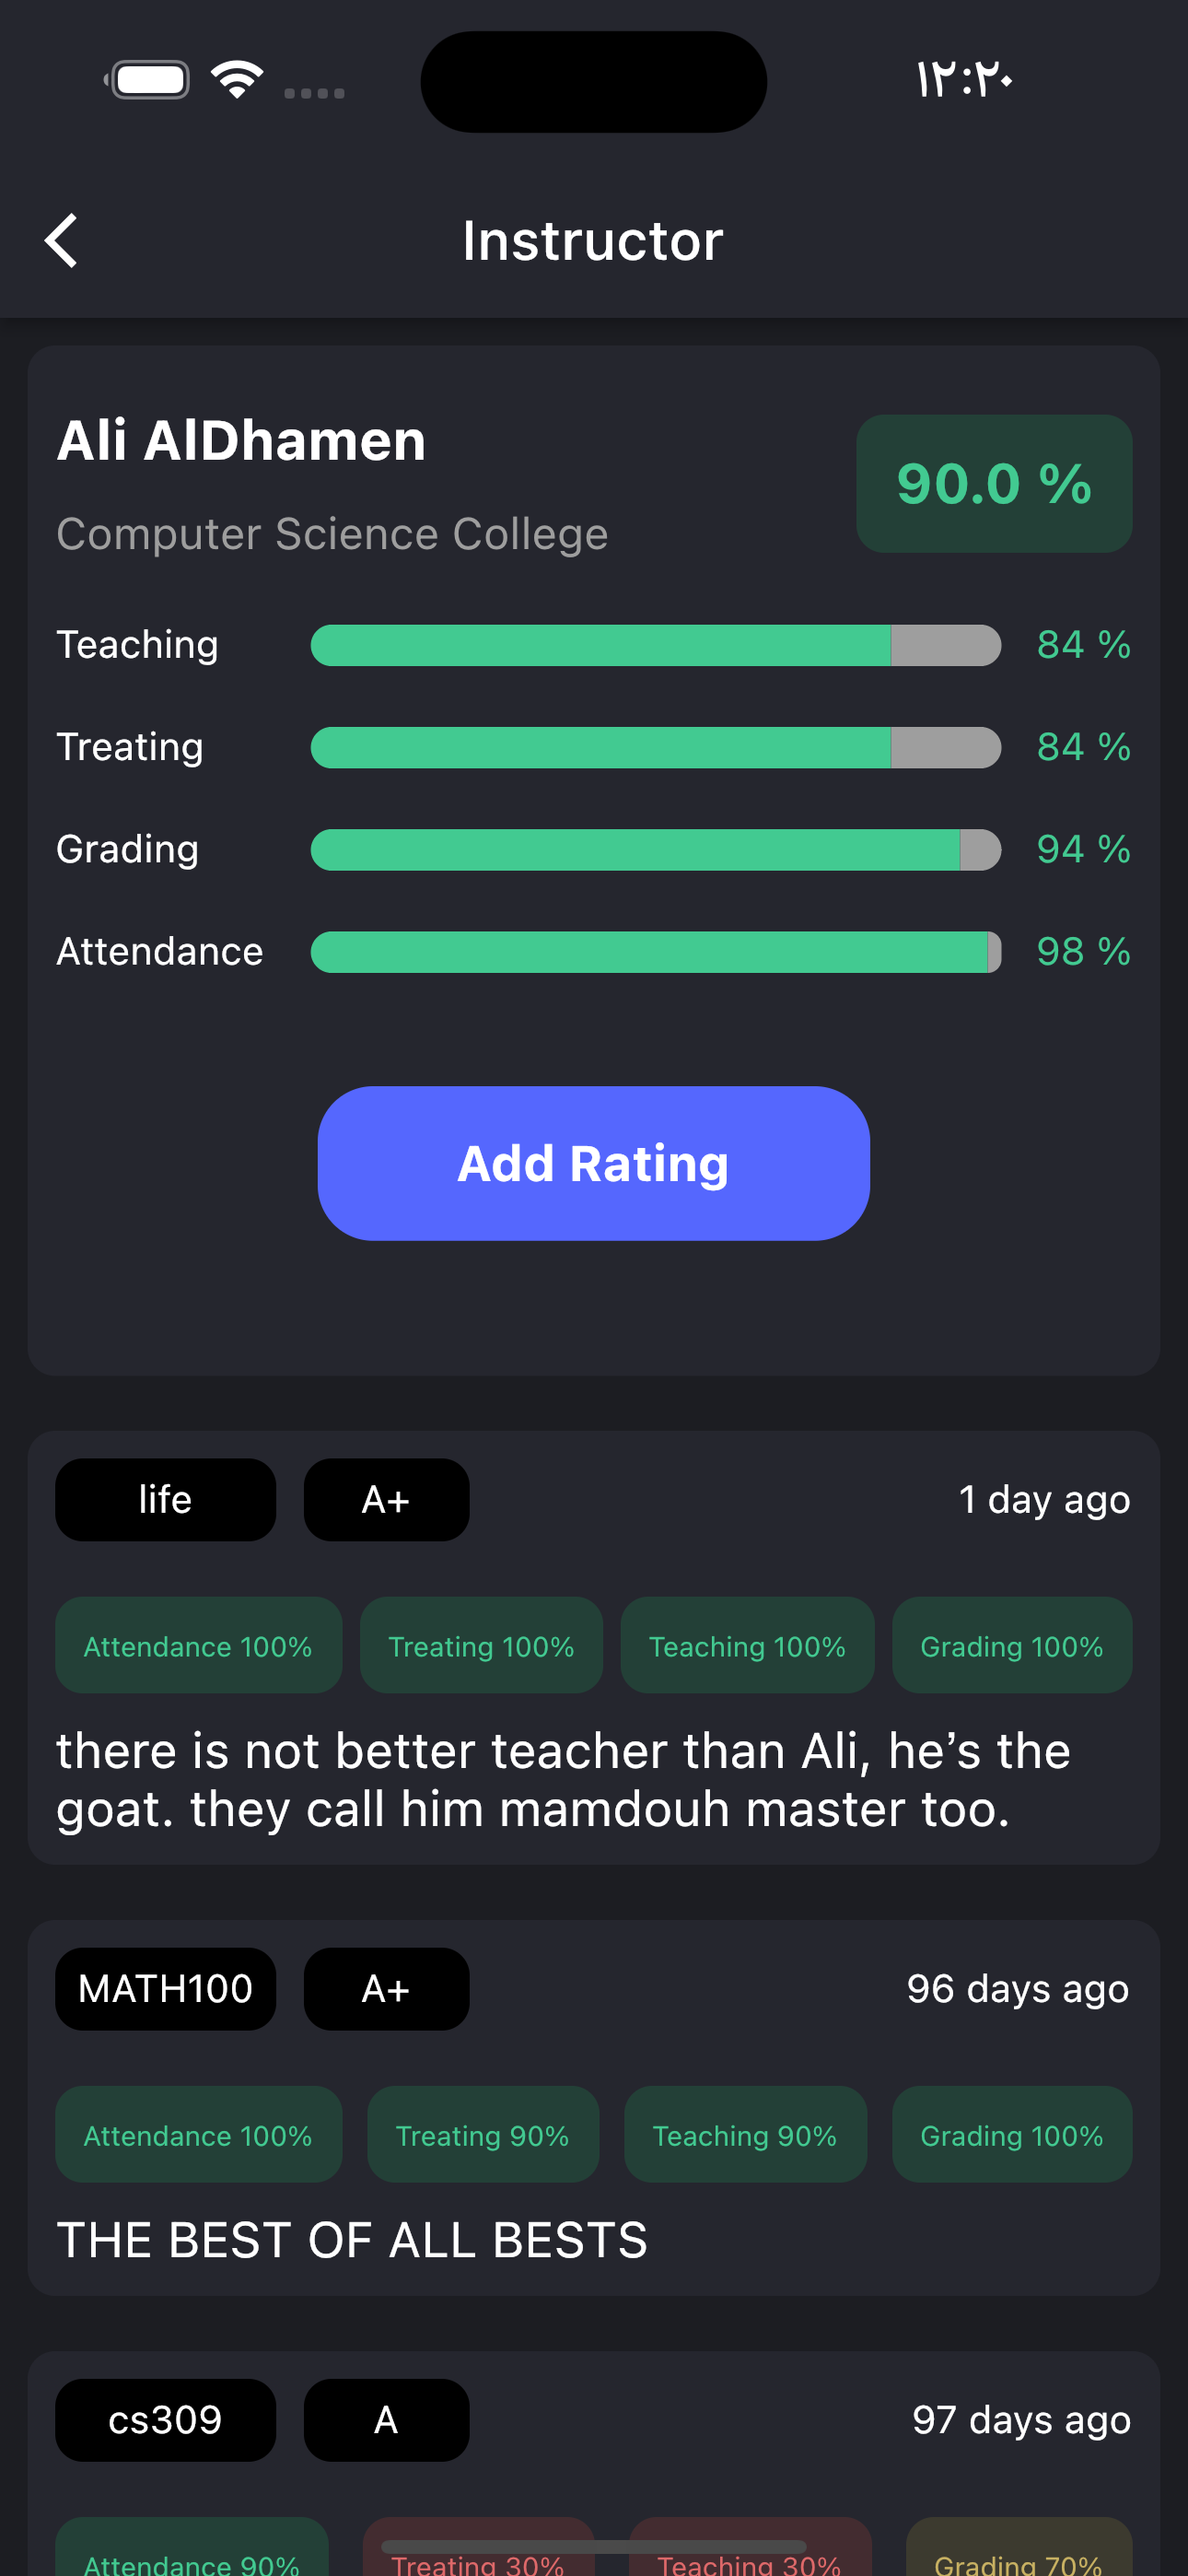 ١٢:٢٠
Instructor
Ali AlDhamen
90.0 %
Computer Science College
Teaching 84 %
Treating 84 %
Grading 94 %
Attendance 98 %
Add Rating
life A+ 1 day ago
Attendance 100% Treating 100% Teaching 100% Grading 100%
there is not better teacher than Ali, he’s the
goat. they call him mamdouh master too.
MATH100 A+ 96 days ago
Attendance 100% Treating 90% Teaching 90% Grading 100%
THE BEST OF ALL BESTS
cs309 A 97 days ago
Attendance 90% Treating 30% Teaching 30% Grading 70%